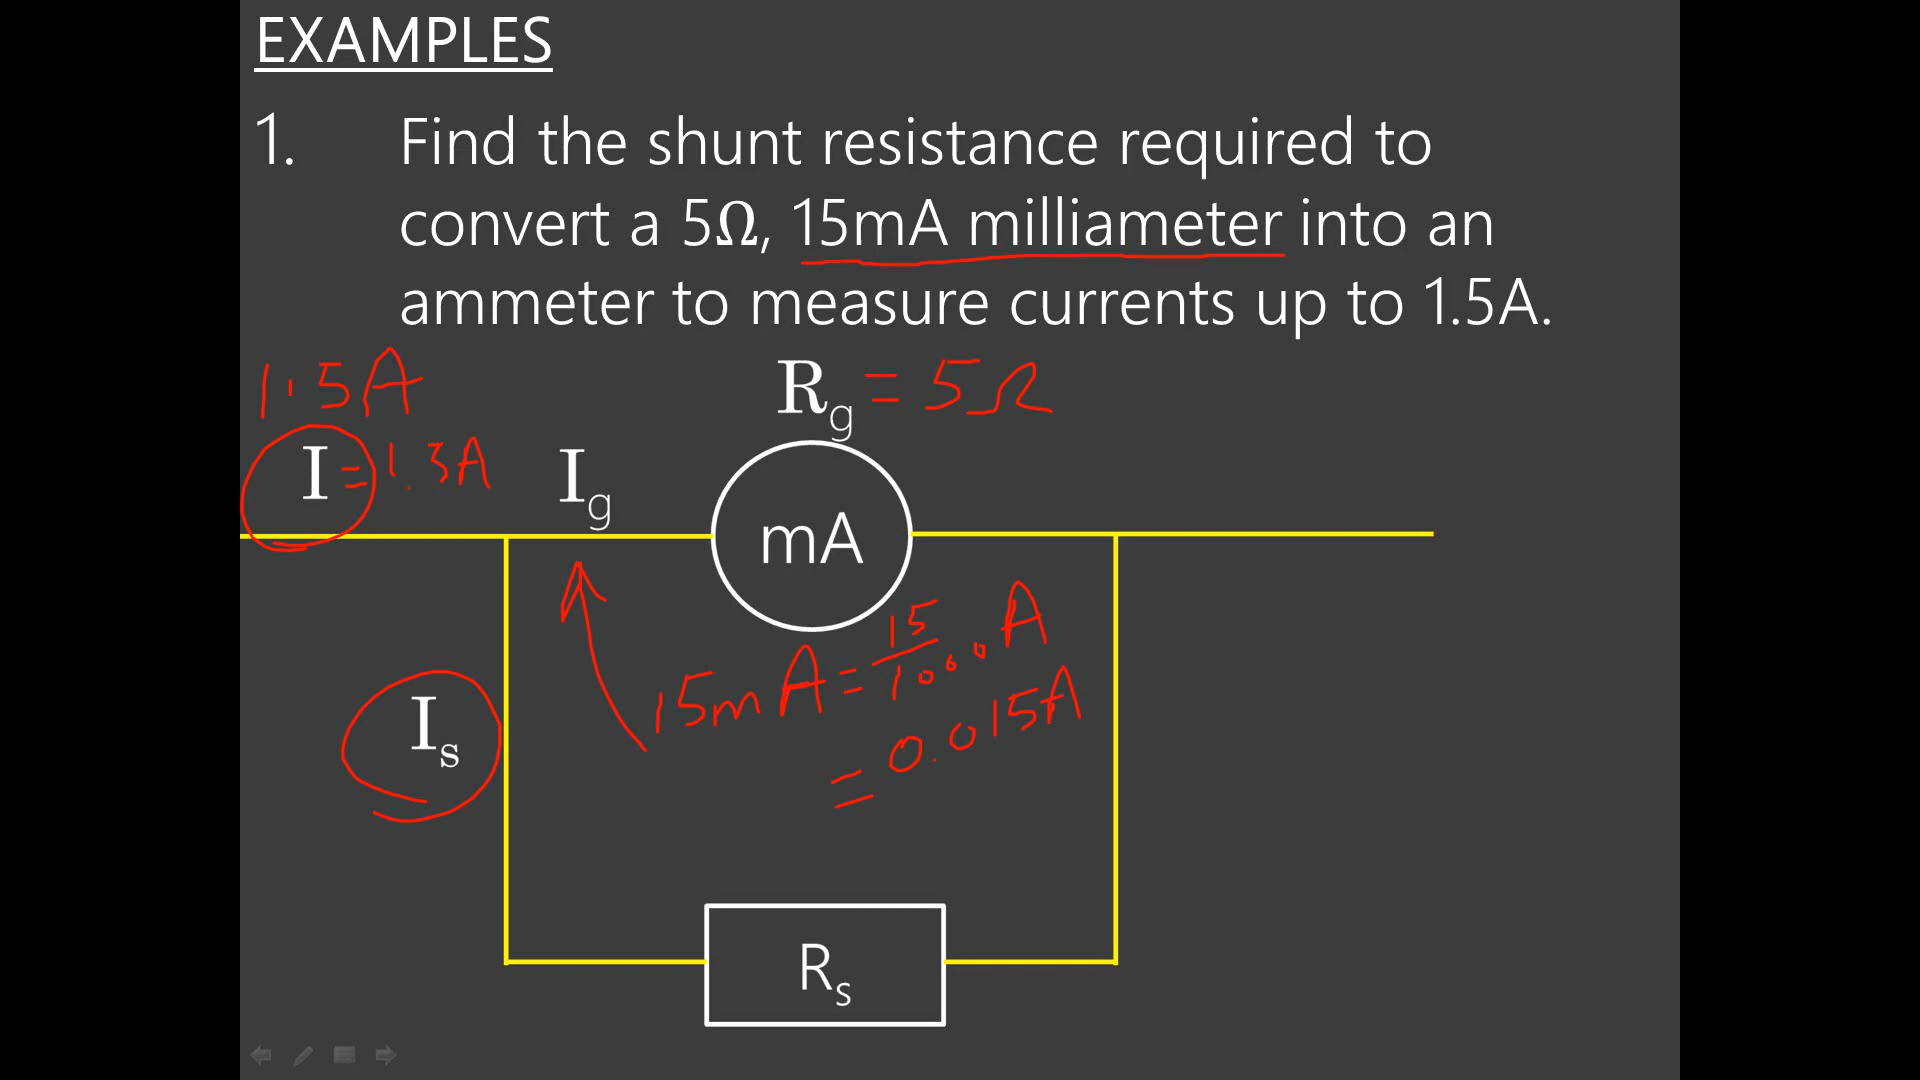 EXAMPLES
1. Find the shunt resistance required to
convert a 5Ω, 15mA milliameter into an
ammeter to measure currents up to 1.5A.
1.5A
Rg = 5Ω
I = 1.3A
Ig
mA
15mA = 15/1000 A
= 0.015A
Is
Rs